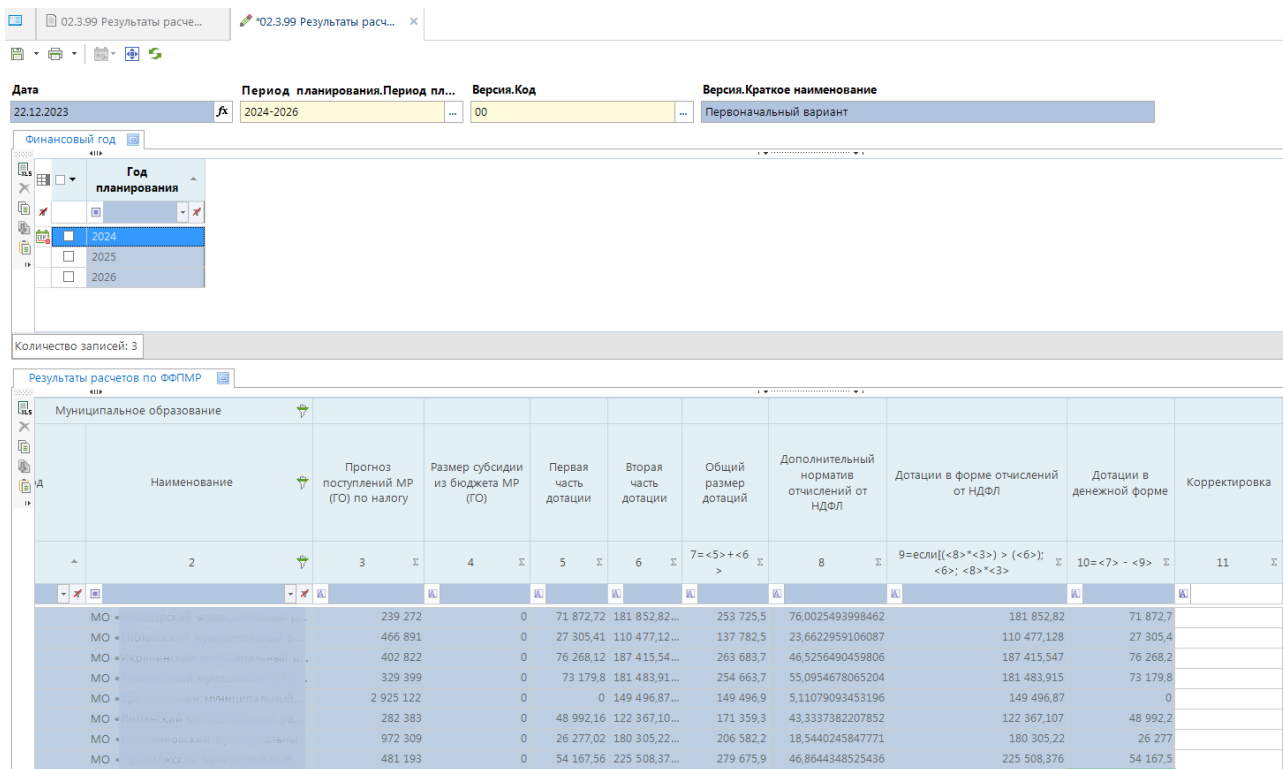 02.3.99 Результаты расче...
*02.3.99 Результаты расч...
Дата
Период планирования.Период пл...
Версия.Код
Версия.Краткое наименование
22.12.2023
fx
2024-2026
...
00
...
Первоначальный вариант
Финансовый год
Год планирования
2024
2025
2026
Количество записей: 3
Результаты расчетов по ФФПМР
Муниципальное образование
Наименование
Прогноз поступлений МР (ГО) по налогу
Размер субсидии из бюджета МР (ГО)
Первая часть дотации
Вторая часть дотации
Общий размер дотаций
Дополнительный норматив отчислений от НДФЛ
Дотации в форме отчислений от НДФЛ
Дотации в денежной форме
Корректировка
2 3 Σ 4 Σ 5 Σ 6 Σ 7=<5>+<6> Σ 8 Σ 9=если[(<8>*<3>) > (<6>); <6>; <8>*<3> Σ 10=<7> - <9> Σ 11 Σ
МО « 239 272 0 71 872,72 181 852,82... 253 725,5 76,0025493998462 181 852,82 71 872,7
МО « 466 891 0 27 305,41 110 477,12... 137 782,5 23,6622959106087 110 477,128 27 305,4
МО « 402 822 0 76 268,12 187 415,54... 263 683,7 46,5256490459806 187 415,547 76 268,2
МО « 329 399 0 73 179,8 181 483,91... 254 663,7 55,0954678065204 181 483,915 73 179,8
МО « 2 925 122 0 0 149 496,87... 149 496,9 5,11079093453196 149 496,87 0
МО « 282 383 0 48 992,16 122 367,10... 171 359,3 43,3337382207852 122 367,107 48 992,2
МО « 972 309 0 26 277,02 180 305,22... 206 582,2 18,5440245847771 180 305,22 26 277
МО « 481 193 0 54 167,56 225 508,37... 279 675,9 46,8644348525436 225 508,376 54 167,5